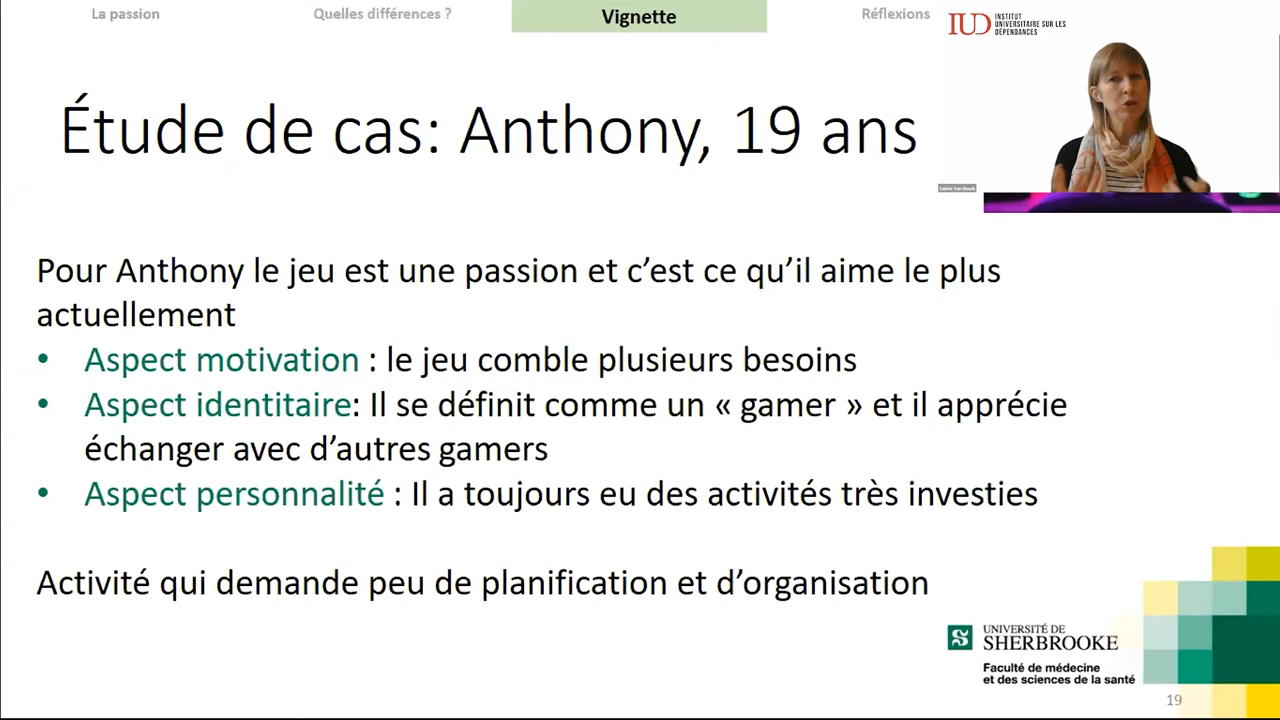 La passion
Quelles différences ?
Vignette
Réflexions
IUD
INSTITUT
UNIVERSITAIRE SUR LES
DÉPENDANCES
Étude de cas: Anthony, 19 ans
Pour Anthony le jeu est une passion et c’est ce qu’il aime le plus
actuellement
• Aspect motivation : le jeu comble plusieurs besoins
• Aspect identitaire: Il se définit comme un « gamer » et il apprécie
échanger avec d’autres gamers
• Aspect personnalité : Il a toujours eu des activités très investies
Activité qui demande peu de planification et d’organisation
UNIVERSITÉ DE
SHERBROOKE
Faculté de médecine
et des sciences de la santé
19